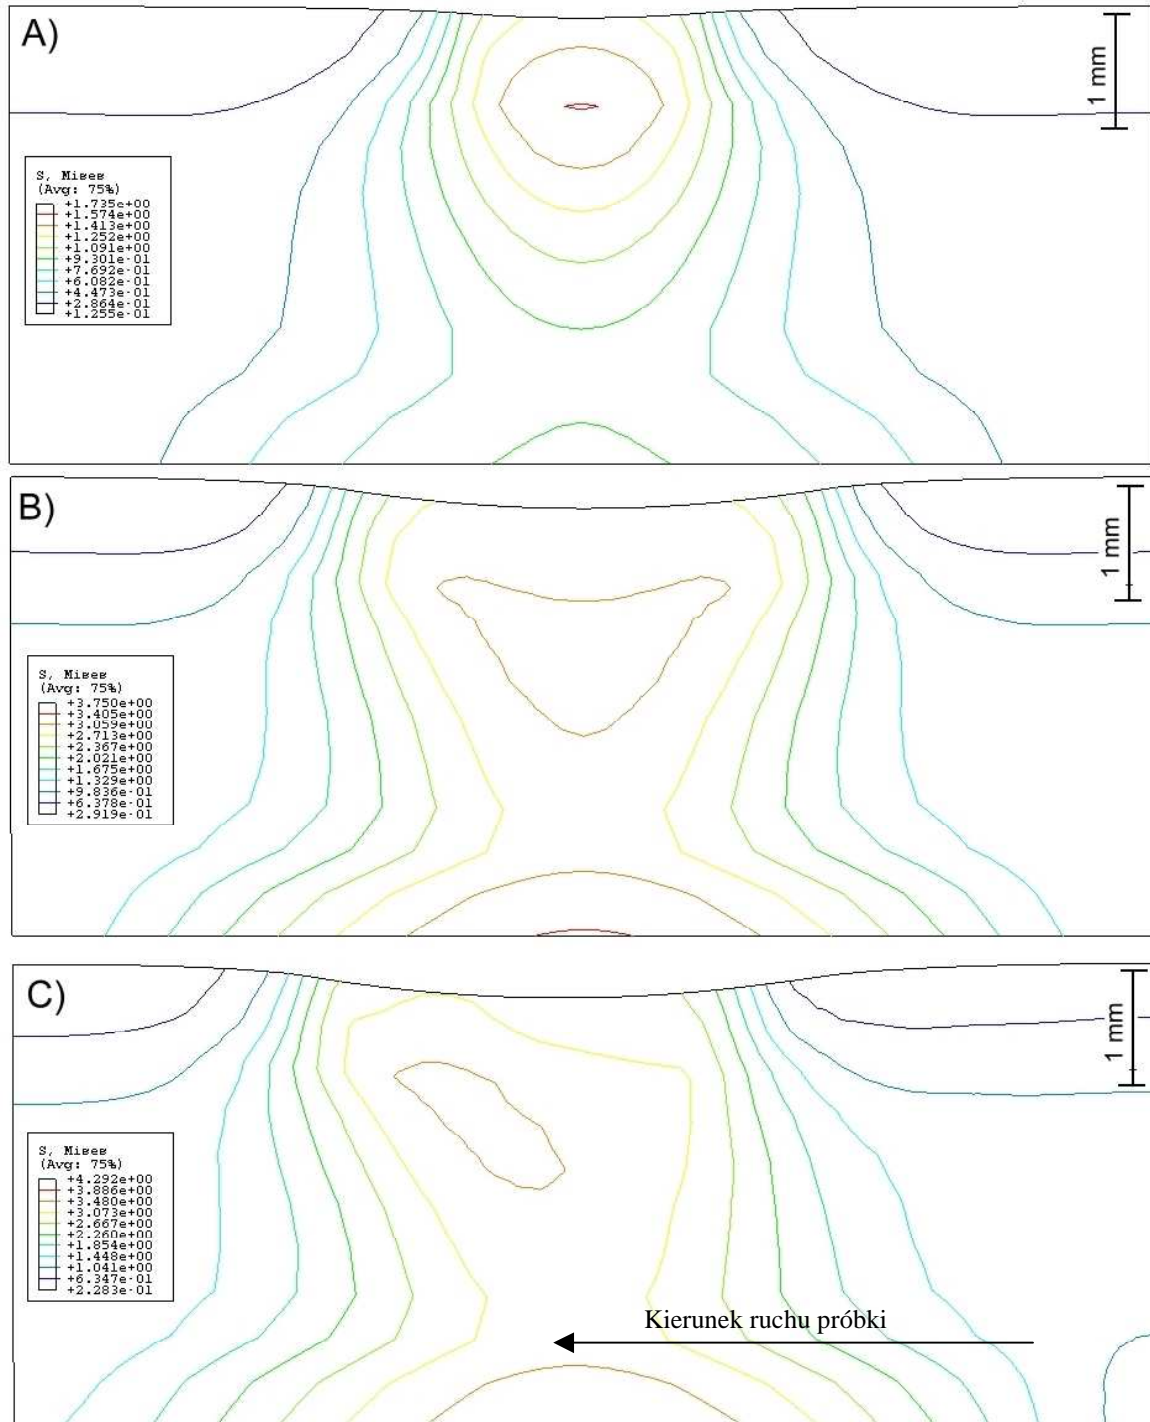 A)
1 mm
S, Mises
(Avg: 75%)
+1.735e+00
+1.574e+00
+1.413e+00
+1.252e+00
+1.091e+00
+9.301e-01
+7.692e-01
+6.082e-01
+4.473e-01
+2.864e-01
+1.255e-01
B)
1 mm
S, Mises
(Avg: 75%)
+3.750e+00
+3.405e+00
+3.059e+00
+2.713e+00
+2.367e+00
+2.021e+00
+1.675e+00
+1.329e+00
+9.836e-01
+6.378e-01
+2.919e-01
C)
1 mm
S, Mises
(Avg: 75%)
+4.292e+00
+3.886e+00
+3.480e+00
+3.073e+00
+2.667e+00
+2.260e+00
+1.854e+00
+1.448e+00
+1.041e+00
+6.347e-01
+2.283e-01
Kierunek ruchu próbki